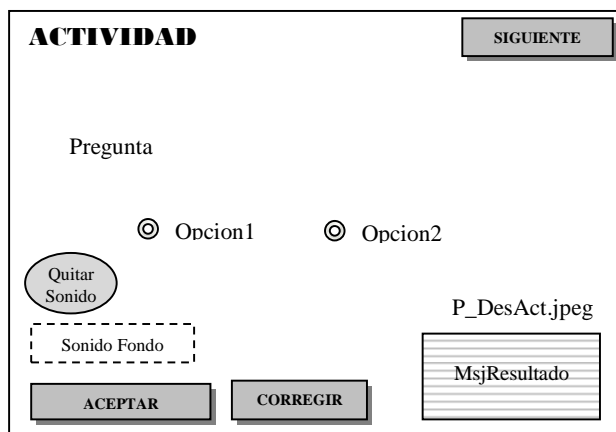 ACTIVIDAD
SIGUIENTE
Pregunta
Opcion1
Opcion2
Quitar
Sonido
P_DesAct.jpeg
Sonido Fondo
MsjResultado
ACEPTAR
CORREGIR